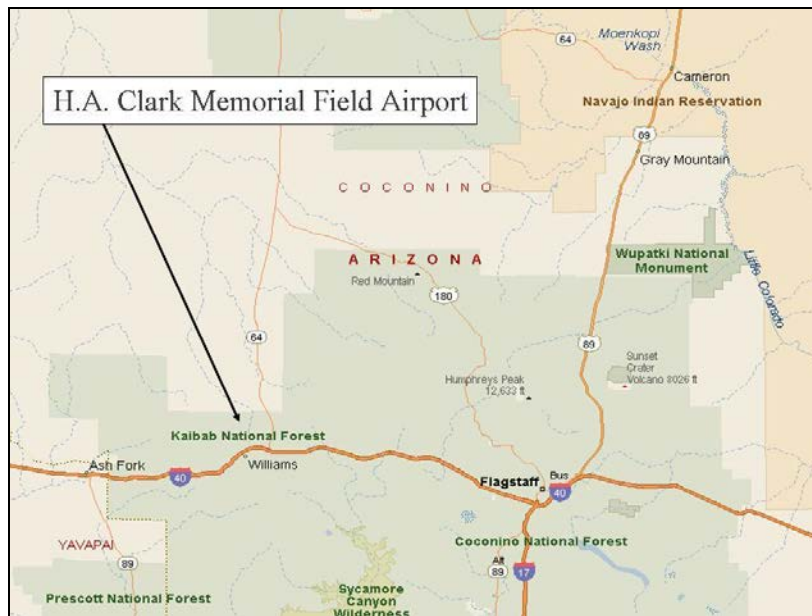 Moenkopi
Wash
64
Cameron
H.A. Clark Memorial Field Airport
Navajo Indian Reservation
89
Gray Mountain
COCONINO
ARIZONA
Wupatki National
Monument
Red Mountain
Little Colorado
180
64
89
Sunset
Crater
Volcano 8026 ft
Humphreys Peak
12,633 ft
Kaibab National Forest
Ash Fork
Williams
40
Flagstaff
Bus
40
YAVAPAI
Coconino National Forest
89
Alt
89
17
Prescott National Forest
Sycamore
Canyon
Wilderness